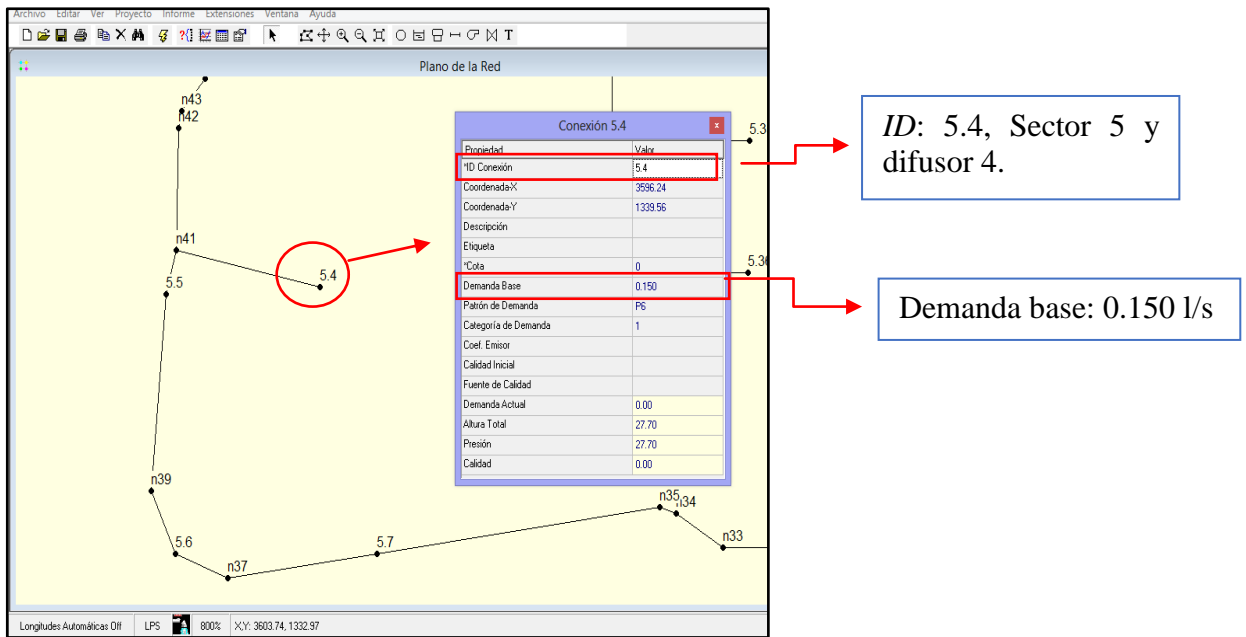 Archivo Editar Ver Proyecto Informe Extensiones Ventana Ayuda
T
Plano de la Red
n43
n42
n41
5.5
5.4
n39
5.6
n37
5.7
n35
n34
n33
5.3
5.36
Conexión 5.4 x
Propiedad Valor
*ID Conexión 5.4
Coordenada-X 3596.24
Coordenada-Y 1339.56
Descripción
Etiqueta
*Cota 0
Demanda Base 0.150
Patrón de Demanda P6
Categoría de Demanda 1
Coef. Emisor
Calidad Inicial
Fuente de Calidad
Demanda Actual 0.00
Altura Total 27.70
Presión 27.70
Calidad 0.00
Longitudes Automáticas Off LPS 800% X,Y: 3603.74, 1332.97
ID: 5.4, Sector 5 y
difusor 4.
Demanda base: 0.150 l/s